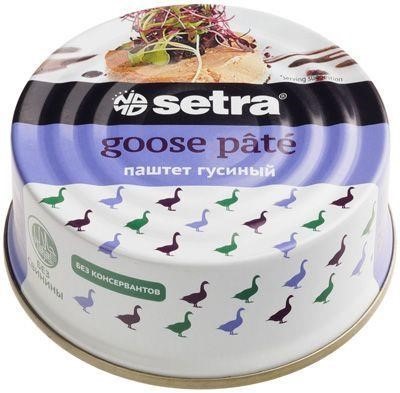 *serving suggestion
setra®
goose pâté
паштет гусиный
БЕЗ КОНСЕРВАНТОВ
БЕЗ
СВИНИНЫ